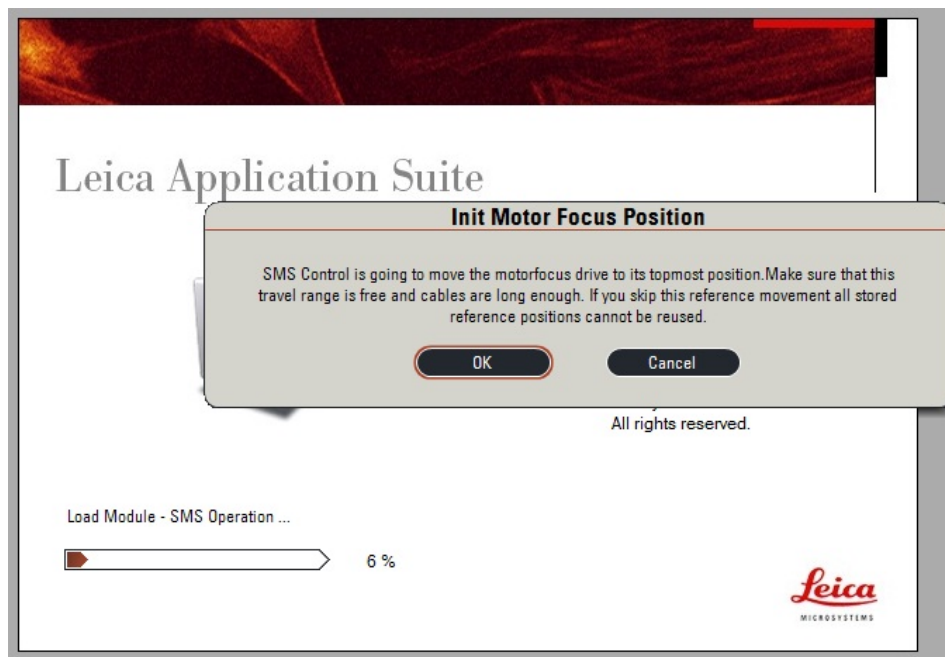 Leica Application Suite
Init Motor Focus Position
SMS Control is going to move the motorfocus drive to its topmost position.Make sure that this
travel range is free and cables are long enough. If you skip this reference movement all stored
reference positions cannot be reused.
OK
Cancel
All rights reserved.
Load Module - SMS Operation ...
6 %
Leica
MICROSYSTEMS